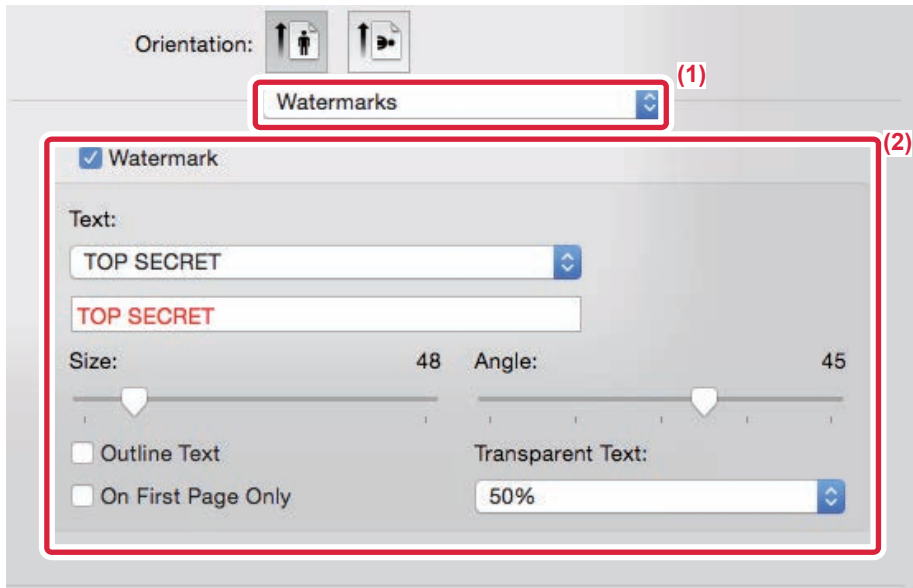 Orientation:
(1)
Watermarks
(2)
Watermark
Text:
TOP SECRET
TOP SECRET
Size: 48 Angle: 45
Outline Text Transparent Text:
On First Page Only 50%